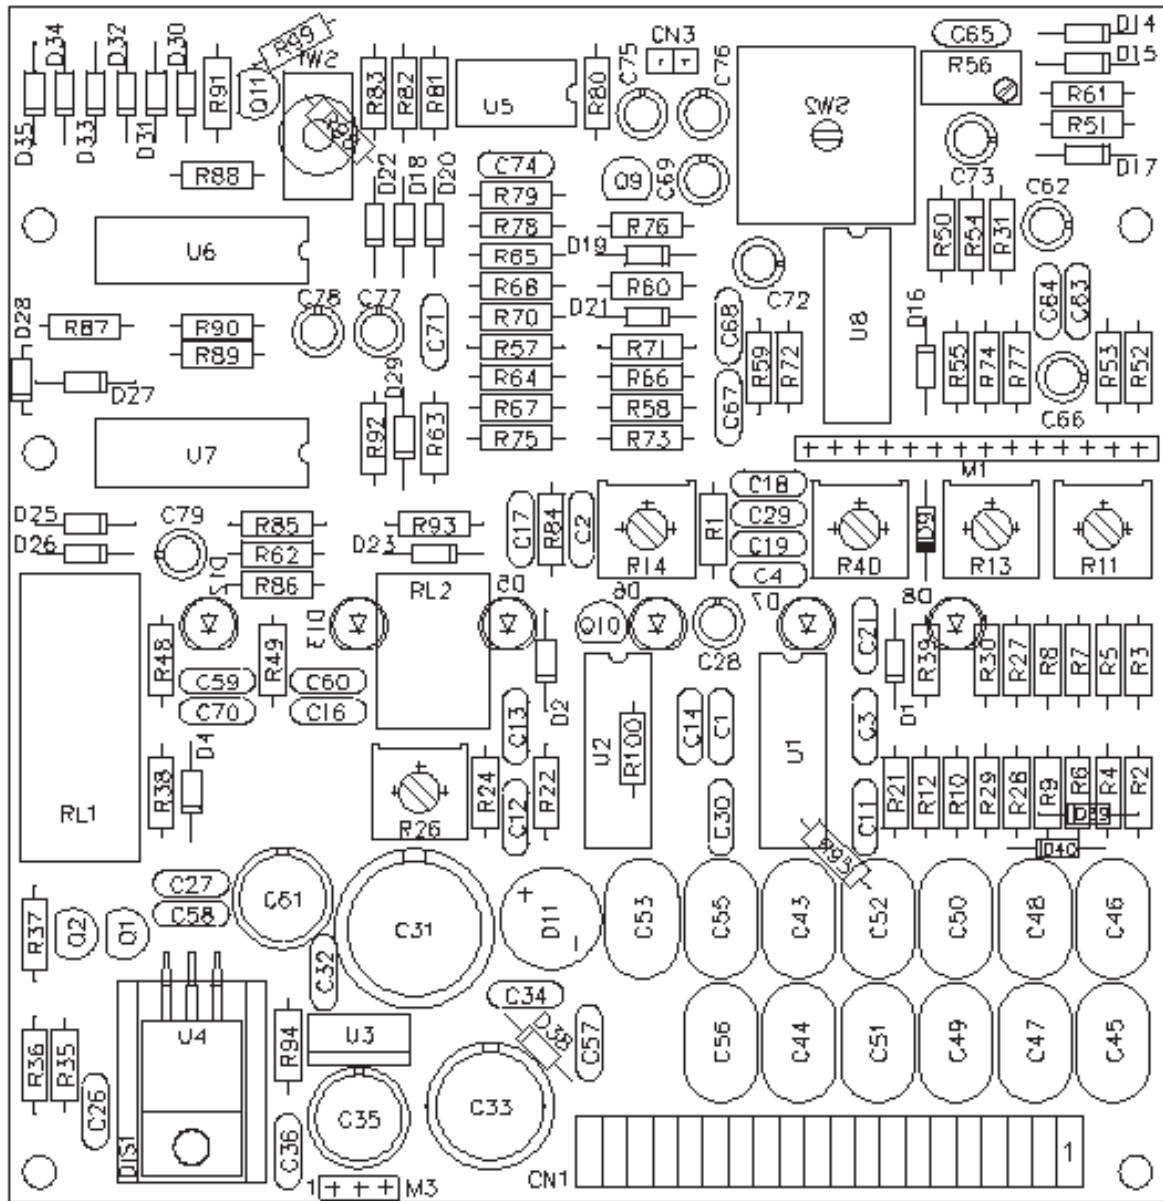 D34 D32 D30 R99 CN3 C65 D14
TW2 C75 C76 D15
R91 Q11 R83 R82 R81 U5 R80 SW2 R56 R61
D35 D33 D31 R51
R88 D22 D18 D20 C74 Q9 C69 C73 C62 D17
R79
U6 R78 R76 R50 R54 R31
R65 D19
C78 C77 R68 R60 C72 C64 C63
D28 R87 R90 C71 R70 D21 C68 U8 D16
R89 R57 R71 R59 R72 R55 R74 R77 R53 R52
D27 D29 R64 R66
R92 R63 R67 R58 C67 C66
U7 R75 R73 M1
C18
D25 C79 R85 R93 C17 R84 C2 R1 C29 D9
D26 R62 D23 R14 C19 R40 R13 R11
D12 R86 RL2 D5 D6 C4 D7 D8
D13 Q10 C21
R48 R49 C28 R39 R30 R27 R8 R7 R5 R3
C59 C60
C70 C16 C13 D2 C14 C1 C3 D1
D4 U2 R100 U1
RL1 R38 R26 R24 C12 R22 C30 C11 R21 R12 R10 R29 R28 R9 R6 R4 R2
D39
R95 D40
C27 C61 C31 D11 + - C53 C55 C43 C52 C50 C48 C46
C58
R37 Q2 Q1 C32
C34
U4 R94 U3 D38 C57 C56 C44 C51 C49 C47 C45
R36 R35
C26 C35 C33
DIS1 C36 CN1 1
1 M3